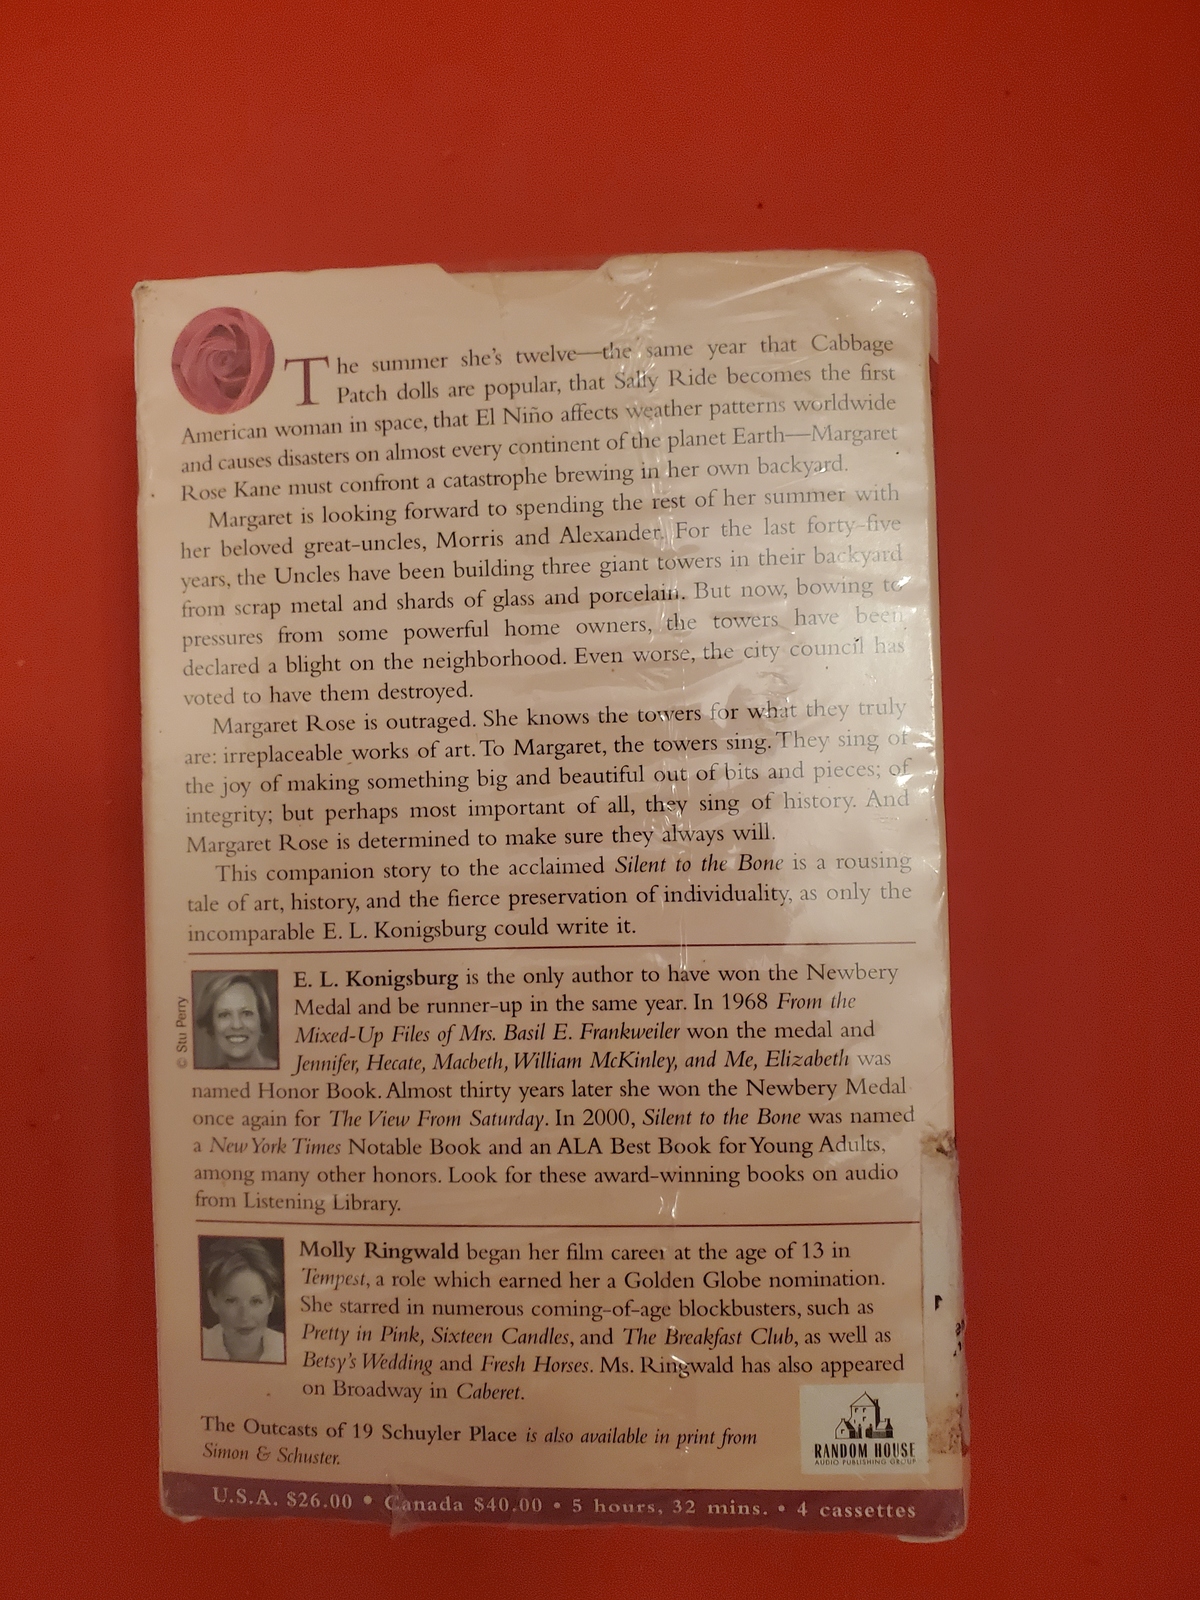 The summer she's twelve—the same year that Cabbage
Patch dolls are popular, that Sally Ride becomes the first
American woman in space, that El Niño affects weather patterns worldwide
and causes disasters on almost every continent of the planet Earth—Margaret
Rose Kane must confront a catastrophe brewing in her own backyard.
Margaret is looking forward to spending the rest of her summer with
her beloved great-uncles, Morris and Alexander. For the last forty-five
years, the Uncles have been building three giant towers in their backyard
from scrap metal and shards of glass and porcelain. But now, bowing to
pressures from some powerful home owners, the towers have been
declared a blight on the neighborhood. Even worse, the city council has
voted to have them destroyed.
Margaret Rose is outraged. She knows the towers for what they truly
are: irreplaceable works of art. To Margaret, the towers sing. They sing of
the joy of making something big and beautiful out of bits and pieces; of
integrity; but perhaps most important of all, they sing of history. And
Margaret Rose is determined to make sure they always will.
This companion story to the acclaimed Silent to the Bone is a rousing
tale of art, history, and the fierce preservation of individuality, as only the
incomparable E. L. Konigsburg could write it.
© Stu Perry
E. L. Konigsburg is the only author to have won the Newbery
Medal and be runner-up in the same year. In 1968 From the
Mixed-Up Files of Mrs. Basil E. Frankweiler won the medal and
Jennifer, Hecate, Macbeth, William McKinley, and Me, Elizabeth was
named Honor Book. Almost thirty years later she won the Newbery Medal
once again for The View From Saturday. In 2000, Silent to the Bone was named
a New York Times Notable Book and an ALA Best Book for Young Adults,
among many other honors. Look for these award-winning books on audio
from Listening Library.
Molly Ringwald began her film career at the age of 13 in
Tempest, a role which earned her a Golden Globe nomination.
She starred in numerous coming-of-age blockbusters, such as
Pretty in Pink, Sixteen Candles, and The Breakfast Club, as well as
Betsy's Wedding and Fresh Horses. Ms. Ringwald has also appeared
on Broadway in Caberet.
The Outcasts of 19 Schuyler Place is also available in print from
Simon & Schuster.
RANDOM HOUSE
AUDIO PUBLISHING GROUP
U.S.A. $26.00 • Canada $40.00 • 5 hours, 32 mins. • 4 cassettes